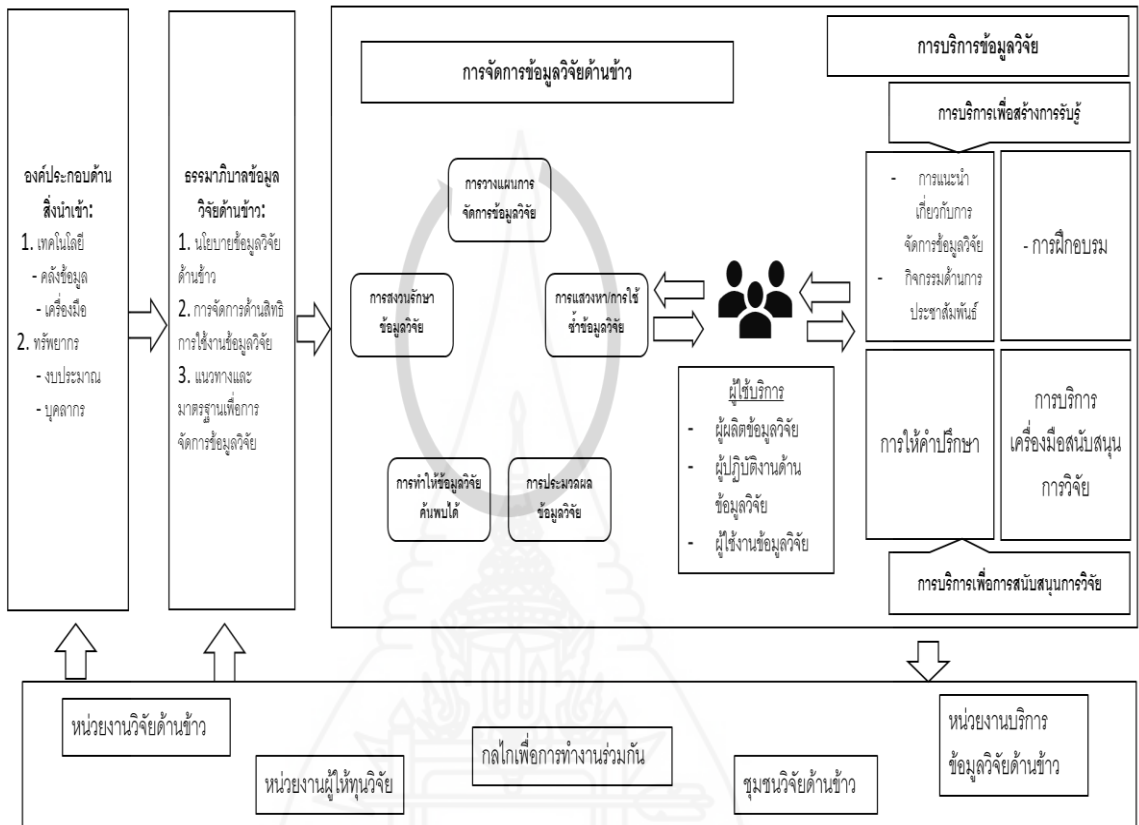 องค์ประกอบด้าน
สิ่งนำเข้า:
1. เทคโนโลยี
- คลังข้อมูล
- เครื่องมือ
2. ทรัพยากร
- งบประมาณ
- บุคลากร
ธรรมาภิบาลข้อมูล
วิจัยด้านข้าว:
1. นโยบายข้อมูลวิจัย
ด้านข้าว
2. การจัดการด้านสิทธิ
การใช้งานข้อมูลวิจัย
3. แนวทางและ
มาตรฐานเพื่อการ
จัดการข้อมูลวิจัย
การจัดการข้อมูลวิจัยด้านข้าว
การวางแผนการ
จัดการข้อมูลวิจัย
การสงวนรักษา
ข้อมูลวิจัย
การแสวงหา/การใช้
ซ้ำข้อมูลวิจัย
การทำให้ข้อมูลวิจัย
ค้นพบได้
การประมวลผล
ข้อมูลวิจัย
ผู้ใช้บริการ
- ผู้ผลิตข้อมูลวิจัย
- ผู้ปฏิบัติงานด้าน
ข้อมูลวิจัย
- ผู้ใช้งานข้อมูลวิจัย
การบริการข้อมูลวิจัย
การบริการเพื่อสร้างการรับรู้
- การแนะนำ
เกี่ยวกับการ
จัดการข้อมูลวิจัย
- กิจกรรมด้านการ
ประชาสัมพันธ์
- การฝึกอบรม
การให้คำปรึกษา
การบริการ
เครื่องมือสนับสนุน
การวิจัย
การบริการเพื่อการสนับสนุนการวิจัย
หน่วยงานวิจัยด้านข้าว
หน่วยงานผู้ให้ทุนวิจัย
กลไกเพื่อการทำงานร่วมกัน
ชุมชนวิจัยด้านข้าว
หน่วยงานบริการ
ข้อมูลวิจัยด้านข้าว